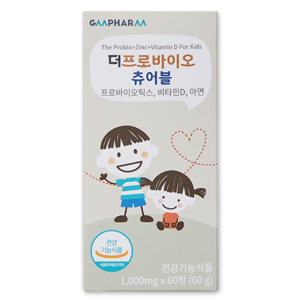 GMPHARM
The Probio+Zinc+Vitamin D For Kids
더프로바이오
츄어블
프로바이오틱스, 비타민D, 아연
건강
기능식품
건강기능식품
1,000mg x 60정 (60 g)